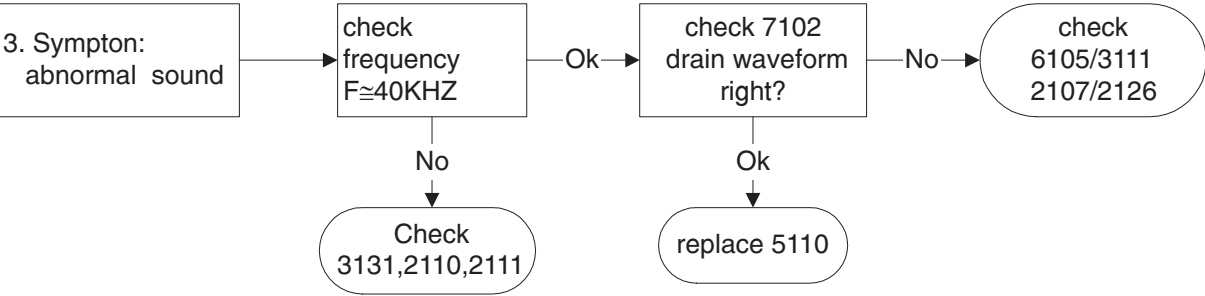 3. Sympton:
abnormal sound
check
frequency
F≅40KHZ
Ok
check 7102
drain waveform
right?
No
check
6105/3111
2107/2126
No
Check
3131,2110,2111
Ok
replace 5110